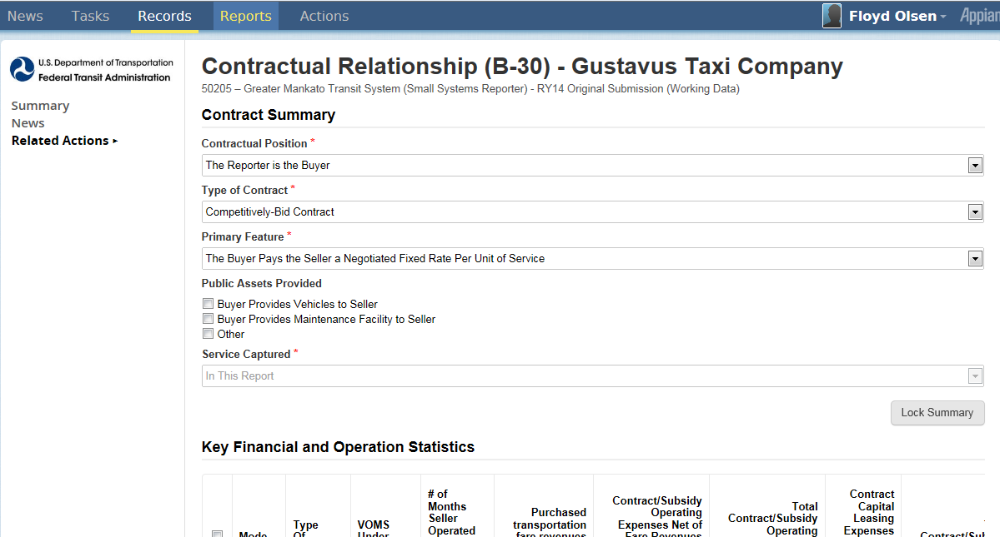 News Tasks Records Reports Actions Floyd Olsen Appian
U.S. Department of Transportation
Federal Transit Administration
Summary
News
Related Actions
Contractual Relationship (B-30) - Gustavus Taxi Company
50205 – Greater Mankato Transit System (Small Systems Reporter) - RY14 Original Submission (Working Data)
Contract Summary
Contractual Position *
The Reporter is the Buyer
Type of Contract *
Competitively-Bid Contract
Primary Feature *
The Buyer Pays the Seller a Negotiated Fixed Rate Per Unit of Service
Public Assets Provided
Buyer Provides Vehicles to Seller
Buyer Provides Maintenance Facility to Seller
Other
Service Captured *
In This Report
Lock Summary
Key Financial and Operation Statistics
Mode
Type
Of
VOMS
Under
# of
Months
Seller
Operated
Purchased
transportation
fare revenues
Contract/Subsidy
Operating
Expenses Net of
Fare Revenues
Total
Contract/Subsidy
Operating
Contract
Capital
Leasing
Expenses